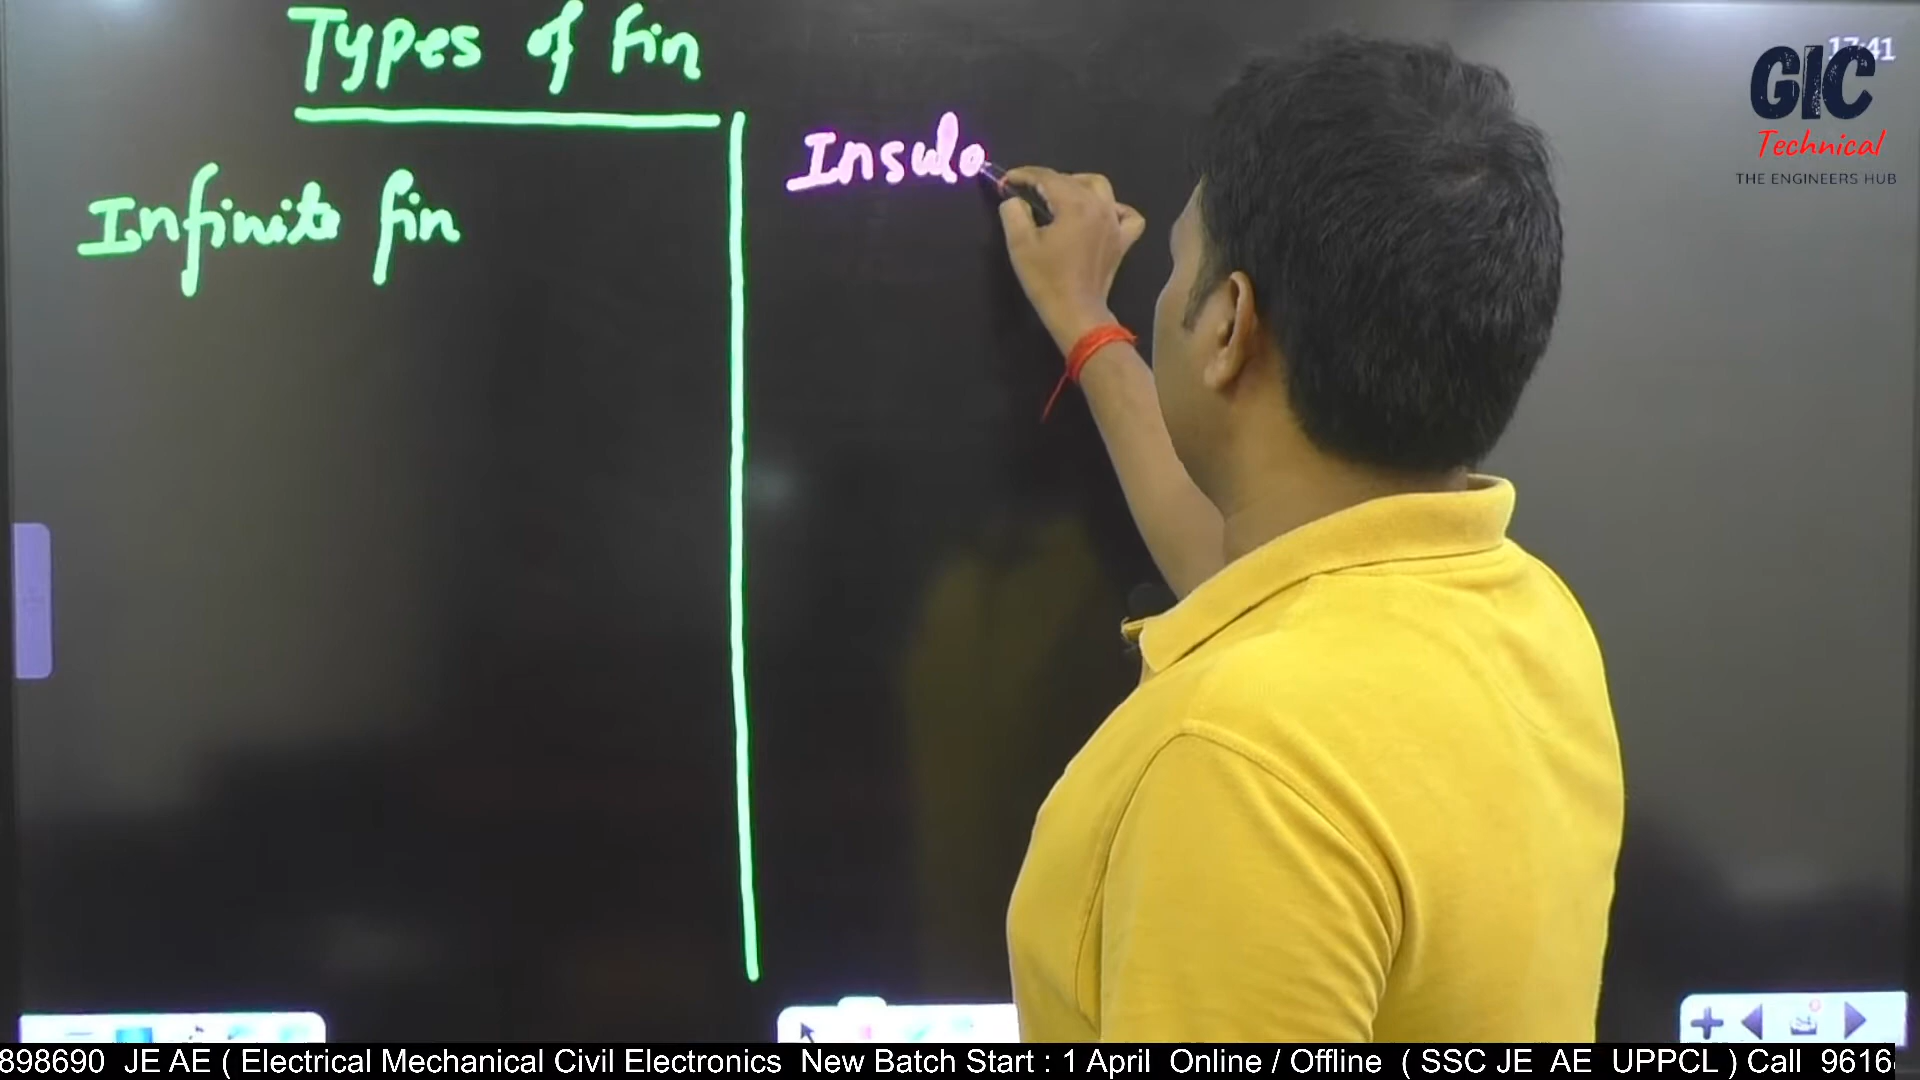 Types of fin
17:41
GIC
Technical
THE ENGINEERS HUB
Infinite fin
Insula
898690 JE AE ( Electrical Mechanical Civil Electronics New Batch Start : 1 April Online / Offline ( SSC JE AE UPPCL ) Call 9616